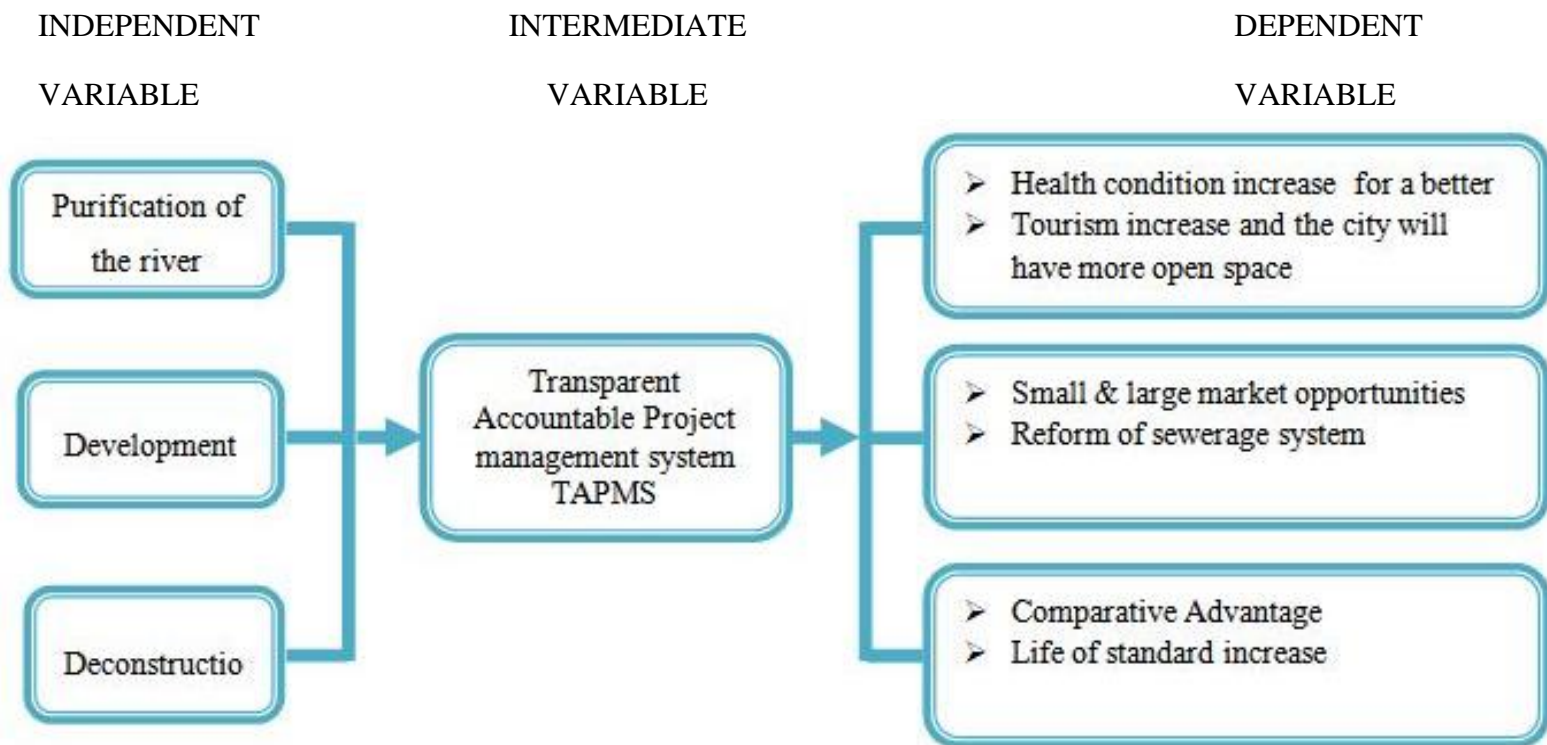 INDEPENDENT
VARIABLE
INTERMEDIATE
VARIABLE
DEPENDENT
VARIABLE
Purification of
the river
Development
Deconstructio
Transparent
Accountable Project
management system
TAPMS
➢ Health condition increase for a better
➢ Tourism increase and the city will
have more open space
➢ Small & large market opportunities
➢ Reform of sewerage system
➢ Comparative Advantage
➢ Life of standard increase